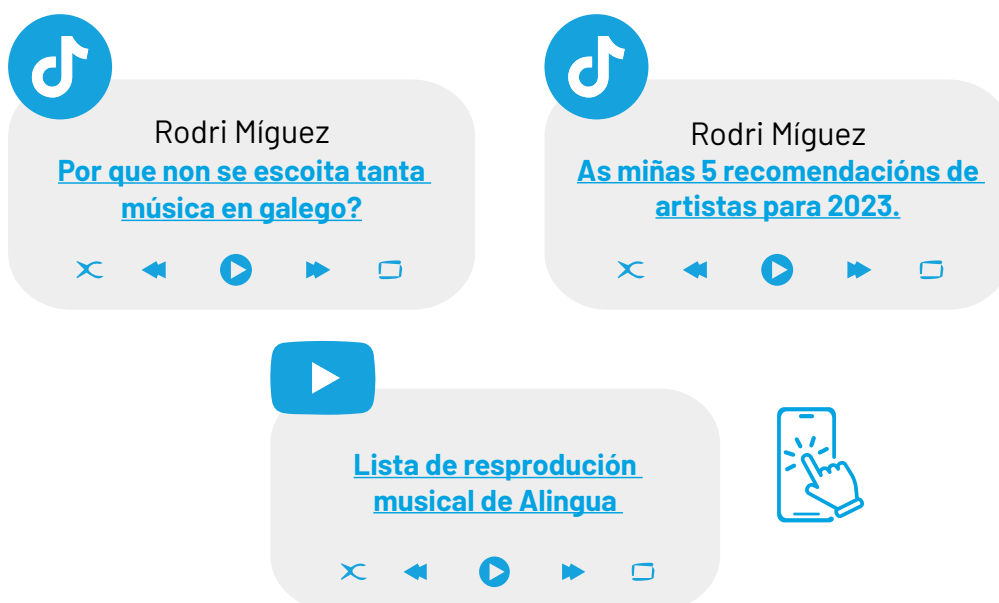 Rodri Míguez
Por que non se escoita tanta
música en galego?
Rodri Míguez
As miñas 5 recomendacións de
artistas para 2023.
Lista de resprodución
musical de Alingua